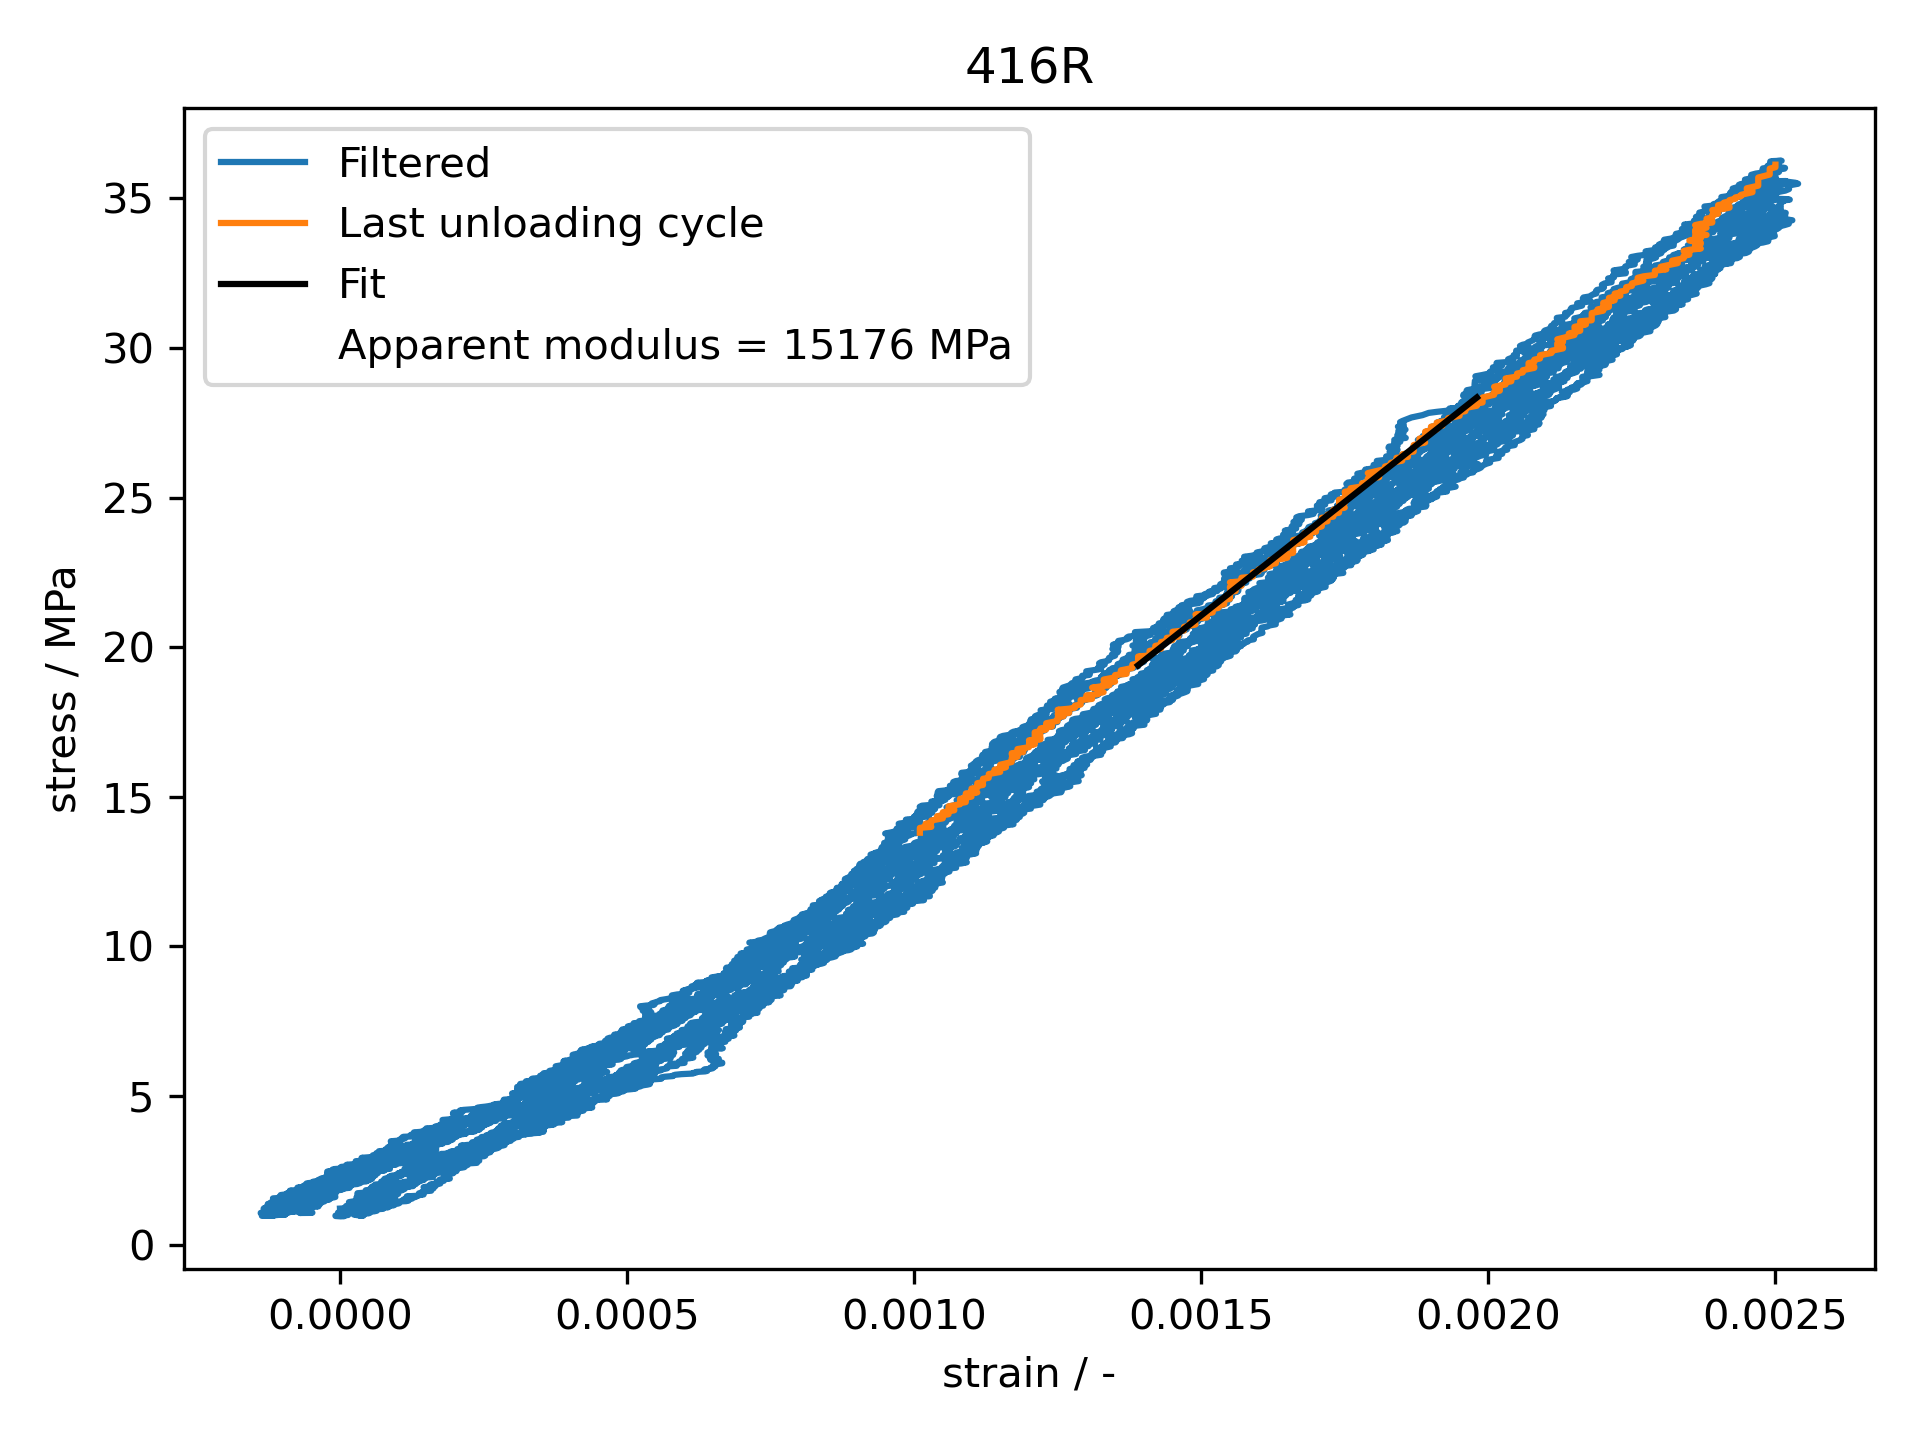 416R
Filtered
Last unloading cycle
Fit
Apparent modulus = 15176 MPa
35
30
25
20
15
10
5
0
stress / MPa
0.0000 0.0005 0.0010 0.0015 0.0020 0.0025
strain / -